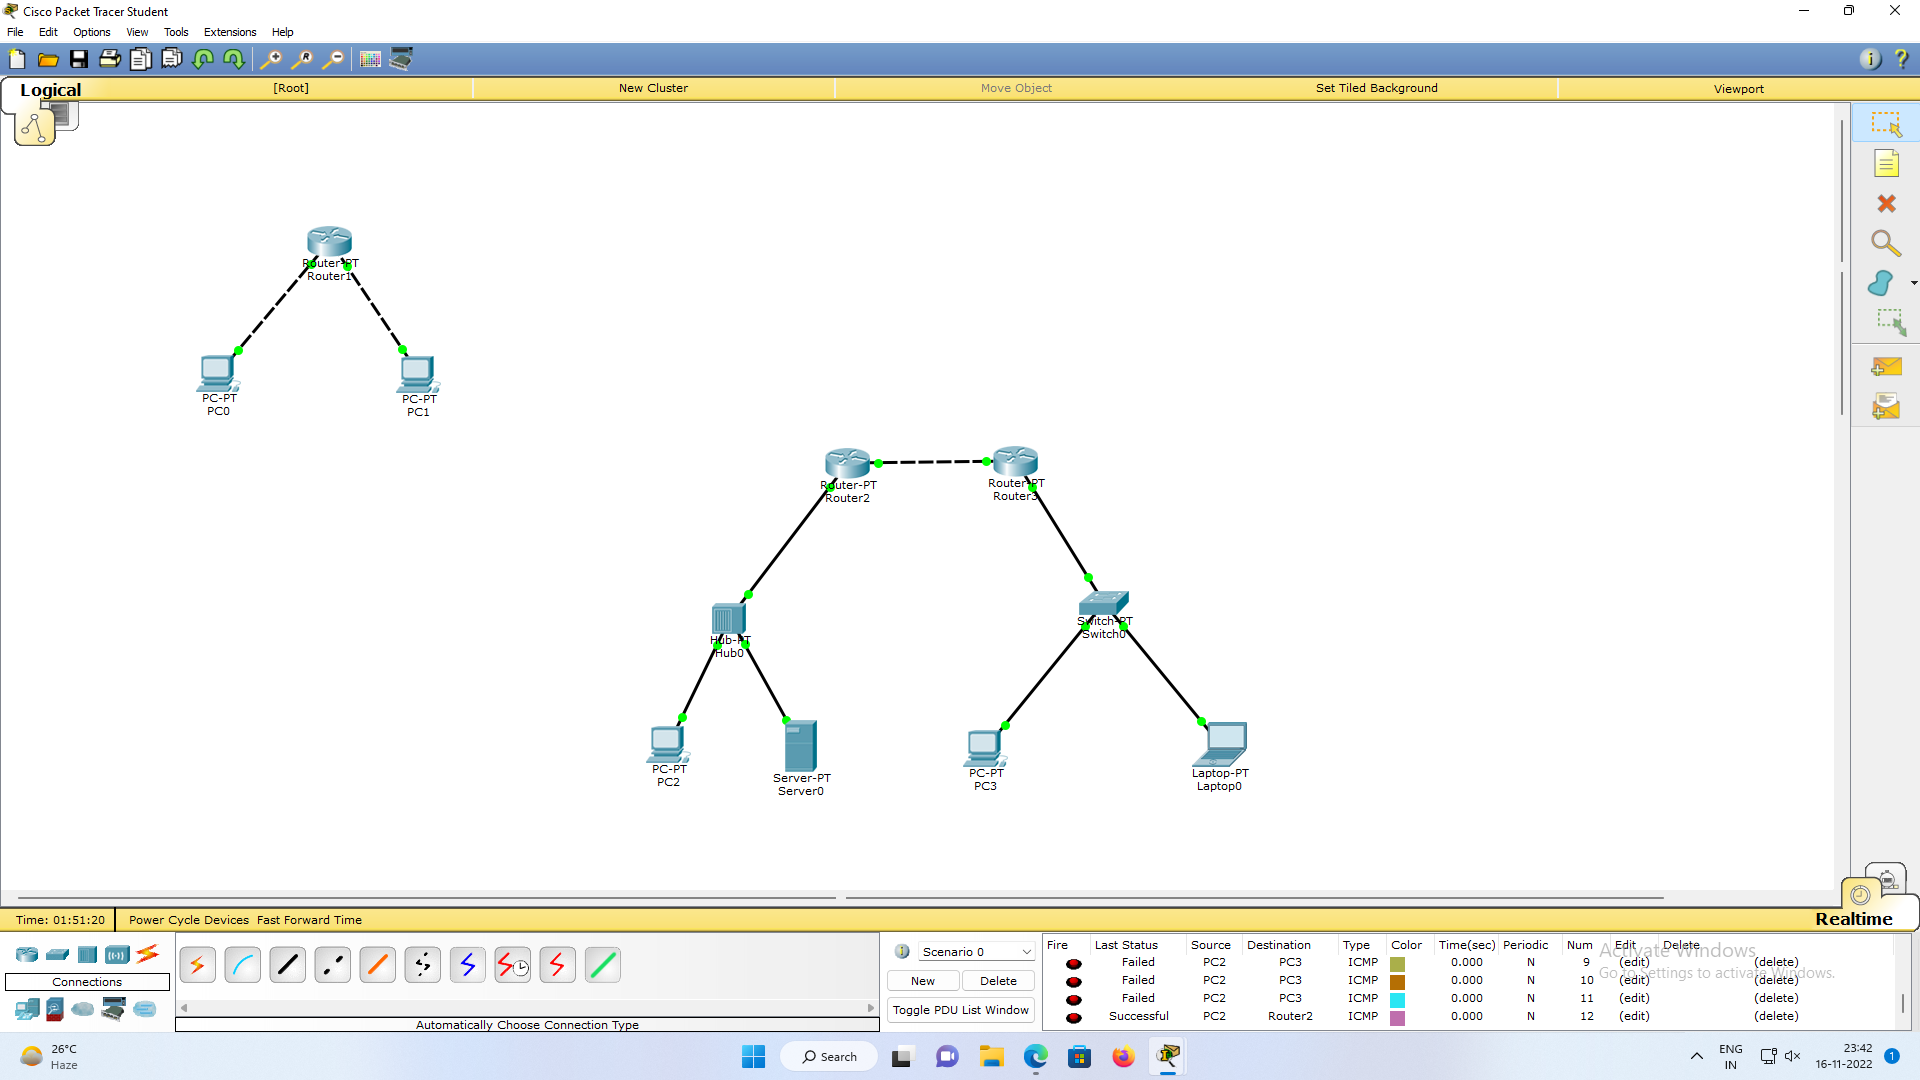 Cisco Packet Tracer Student
File Edit Options View Tools Extensions Help
Logical [Root] New Cluster Move Object Set Tiled Background Viewport
Router-PT
Router1
PC-PT
PC0
PC-PT
PC1
Router-PT
Router2
Router-PT
Router3
Hub-PT
Hub0
Switch-PT
Switch0
PC-PT
PC2
Server-PT
Server0
PC-PT
PC3
Laptop-PT
Laptop0
Time: 01:51:20 Power Cycle Devices Fast Forward Time
Realtime
Connections
Automatically Choose Connection Type
Scenario 0
New Delete
Toggle PDU List Window
Fire Last Status Source Destination Type Color Time(sec) Periodic Num Edit Delete
Failed PC2 PC3 ICMP 0.000 N 9 (edit) (delete)
Failed PC2 PC3 ICMP 0.000 N 10 (edit) (delete)
Failed PC2 PC3 ICMP 0.000 N 11 (edit) (delete)
Successful PC2 Router2 ICMP 0.000 N 12 (edit) (delete)
Activate Windows
Go to Settings to activate Windows.
26°C
Haze
Search
ENG
IN
23:42
16-11-2022
1